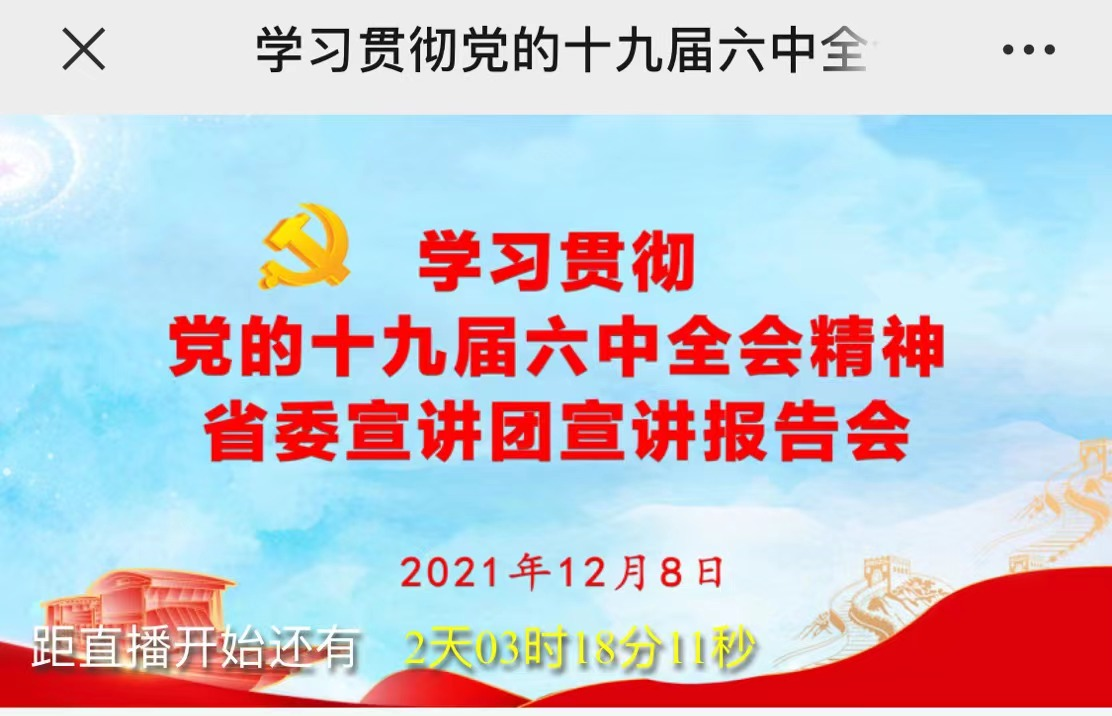 学习贯彻党的十九届六中全
学习贯彻
党的十九届六中全会精神
省委宣讲团宣讲报告会
2021年12月8日
距直播开始还有 2天03时18分11秒